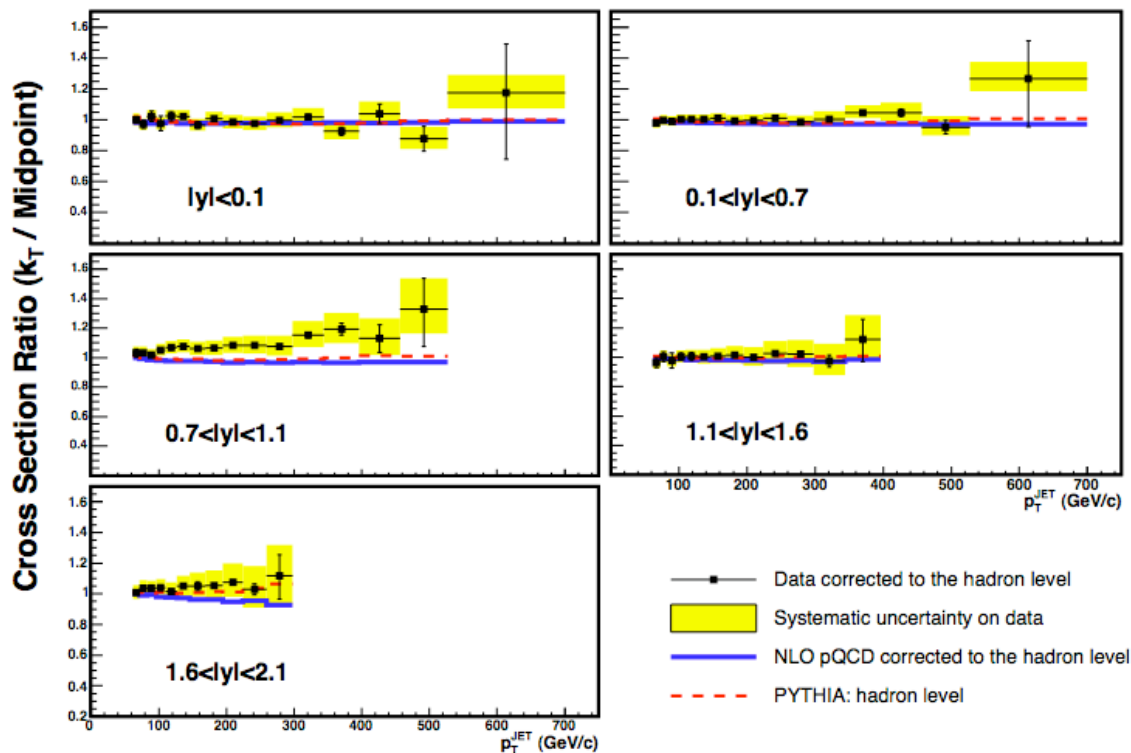 Cross Section Ratio (k_T / Midpoint)
1.6
1.4
1.2
1
0.8
0.6
0.4
|y|<0.1
1.6
1.4
1.2
1
0.8
0.6
0.4
0.1<|y|<0.7
1.6
1.4
1.2
1
0.8
0.6
0.4
0.7<|y|<1.1
1.6
1.4
1.2
1
0.8
0.6
0.4
1.1<|y|<1.6
100 200 300 400 500 600 700
p_T^JET (GeV/c)
1.6
1.4
1.2
1
0.8
0.6
0.4
0.2
1.6<|y|<2.1
0 100 200 300 400 500 600 700
p_T^JET (GeV/c)
Data corrected to the hadron level
Systematic uncertainty on data
NLO pQCD corrected to the hadron level
PYTHIA: hadron level